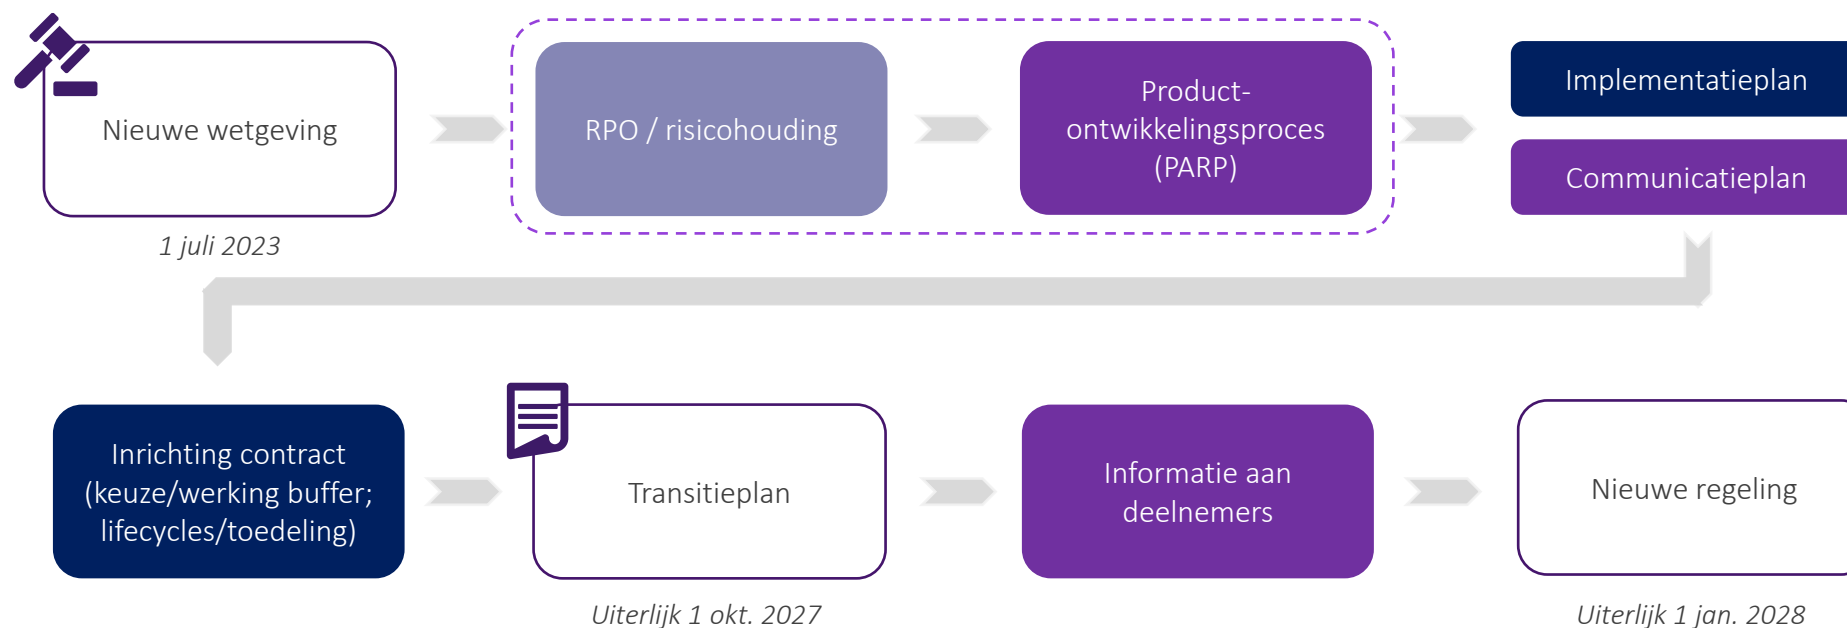 Nieuwe wetgeving
1 juli 2023
RPO / risicohouding
Product-
ontwikkelingsproces
(PARP)
Implementatieplan
Communicatieplan
Inrichting contract
(keuze/werking buffer;
lifecycles/toedeling)
Transitieplan
Uiterlijk 1 okt. 2027
Informatie aan
deelnemers
Nieuwe regeling
Uiterlijk 1 jan. 2028